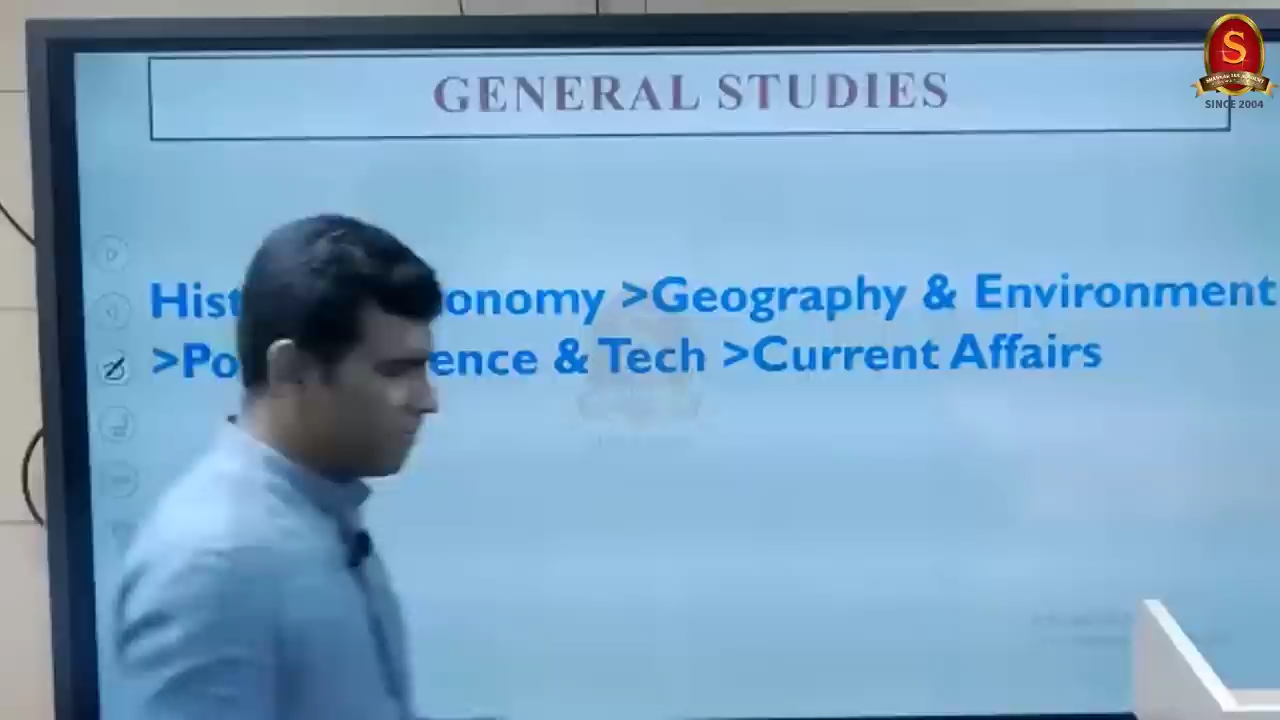 GENERAL STUDIES
Hist onomy >Geography & Environment
>Po ence & Tech >Current Affairs
S
SINCE 2004